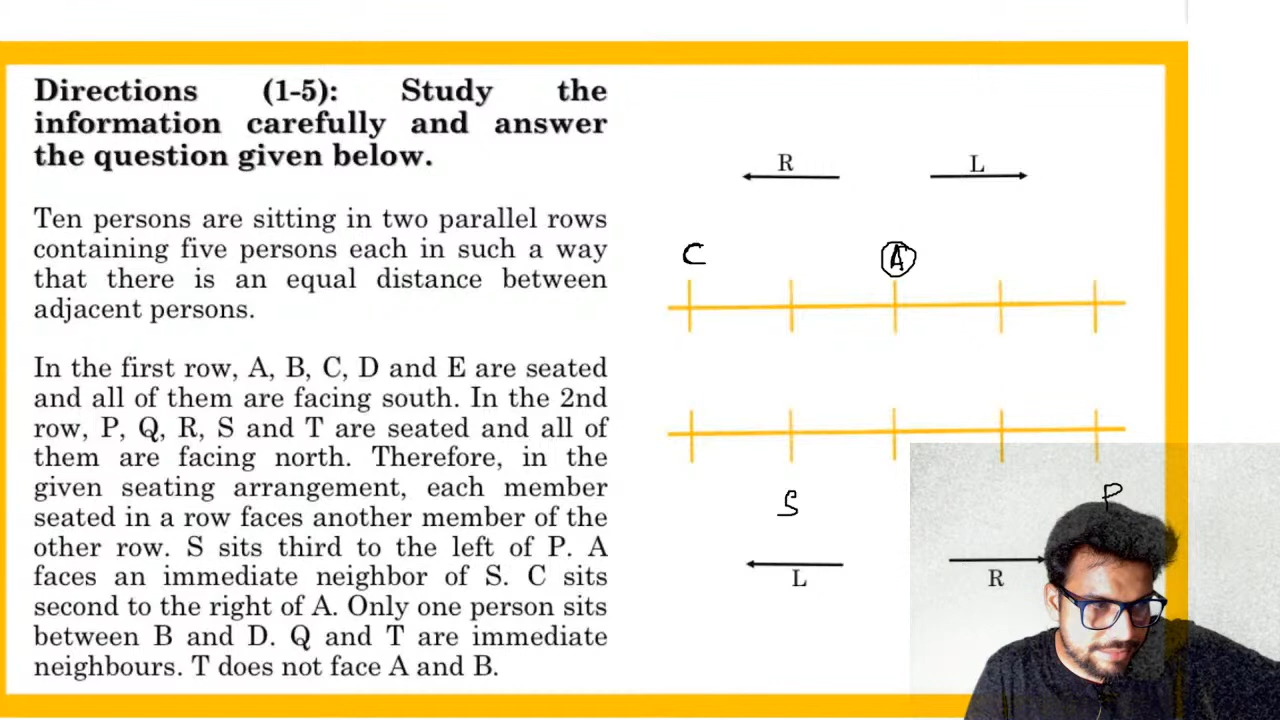 Directions (1-5): Study the
information carefully and answer
the question given below.
Ten persons are sitting in two parallel rows
containing five persons each in such a way
that there is an equal distance between
adjacent persons.
In the first row, A, B, C, D and E are seated
and all of them are facing south. In the 2nd
row, P, Q, R, S and T are seated and all of
them are facing north. Therefore, in the
given seating arrangement, each member
seated in a row faces another member of the
other row. S sits third to the left of P. A
faces an immediate neighbor of S. C sits
second to the right of A. Only one person sits
between B and D. Q and T are immediate
neighbours. T does not face A and B.
R L
C A
S P
L R